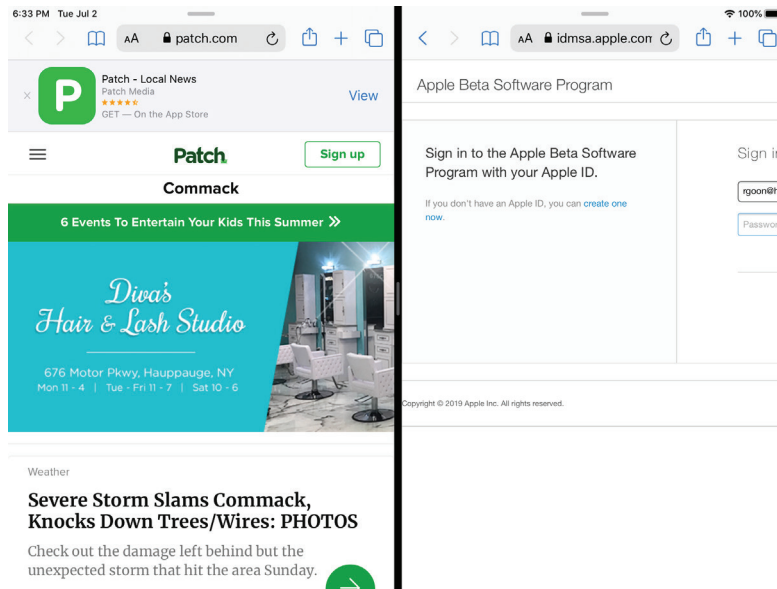 6:33 PM Tue Jul 2
AA patch.com
Patch - Local News
Patch Media
GET — On the App Store
View
P
Patch
Sign up
Commack
6 Events To Entertain Your Kids This Summer
Diva's
Hair & Lash Studio
676 Motor Pkwy, Hauppauge, NY
Mon 11 - 4 | Tue - Fri 11 - 7 | Sat 10 - 6
Weather
Severe Storm Slams Commack,
Knocks Down Trees/Wires: PHOTOS
Check out the damage left behind but the
unexpected storm that hit the area Sunday.
100%
AA idmsa.apple.com
Apple Beta Software Program
Sign in to the Apple Beta Software
Program with your Apple ID.
If you don't have an Apple ID, you can create one
now.
Sign i
rgoon@h
Passwor
Copyright © 2019 Apple Inc. All rights reserved.